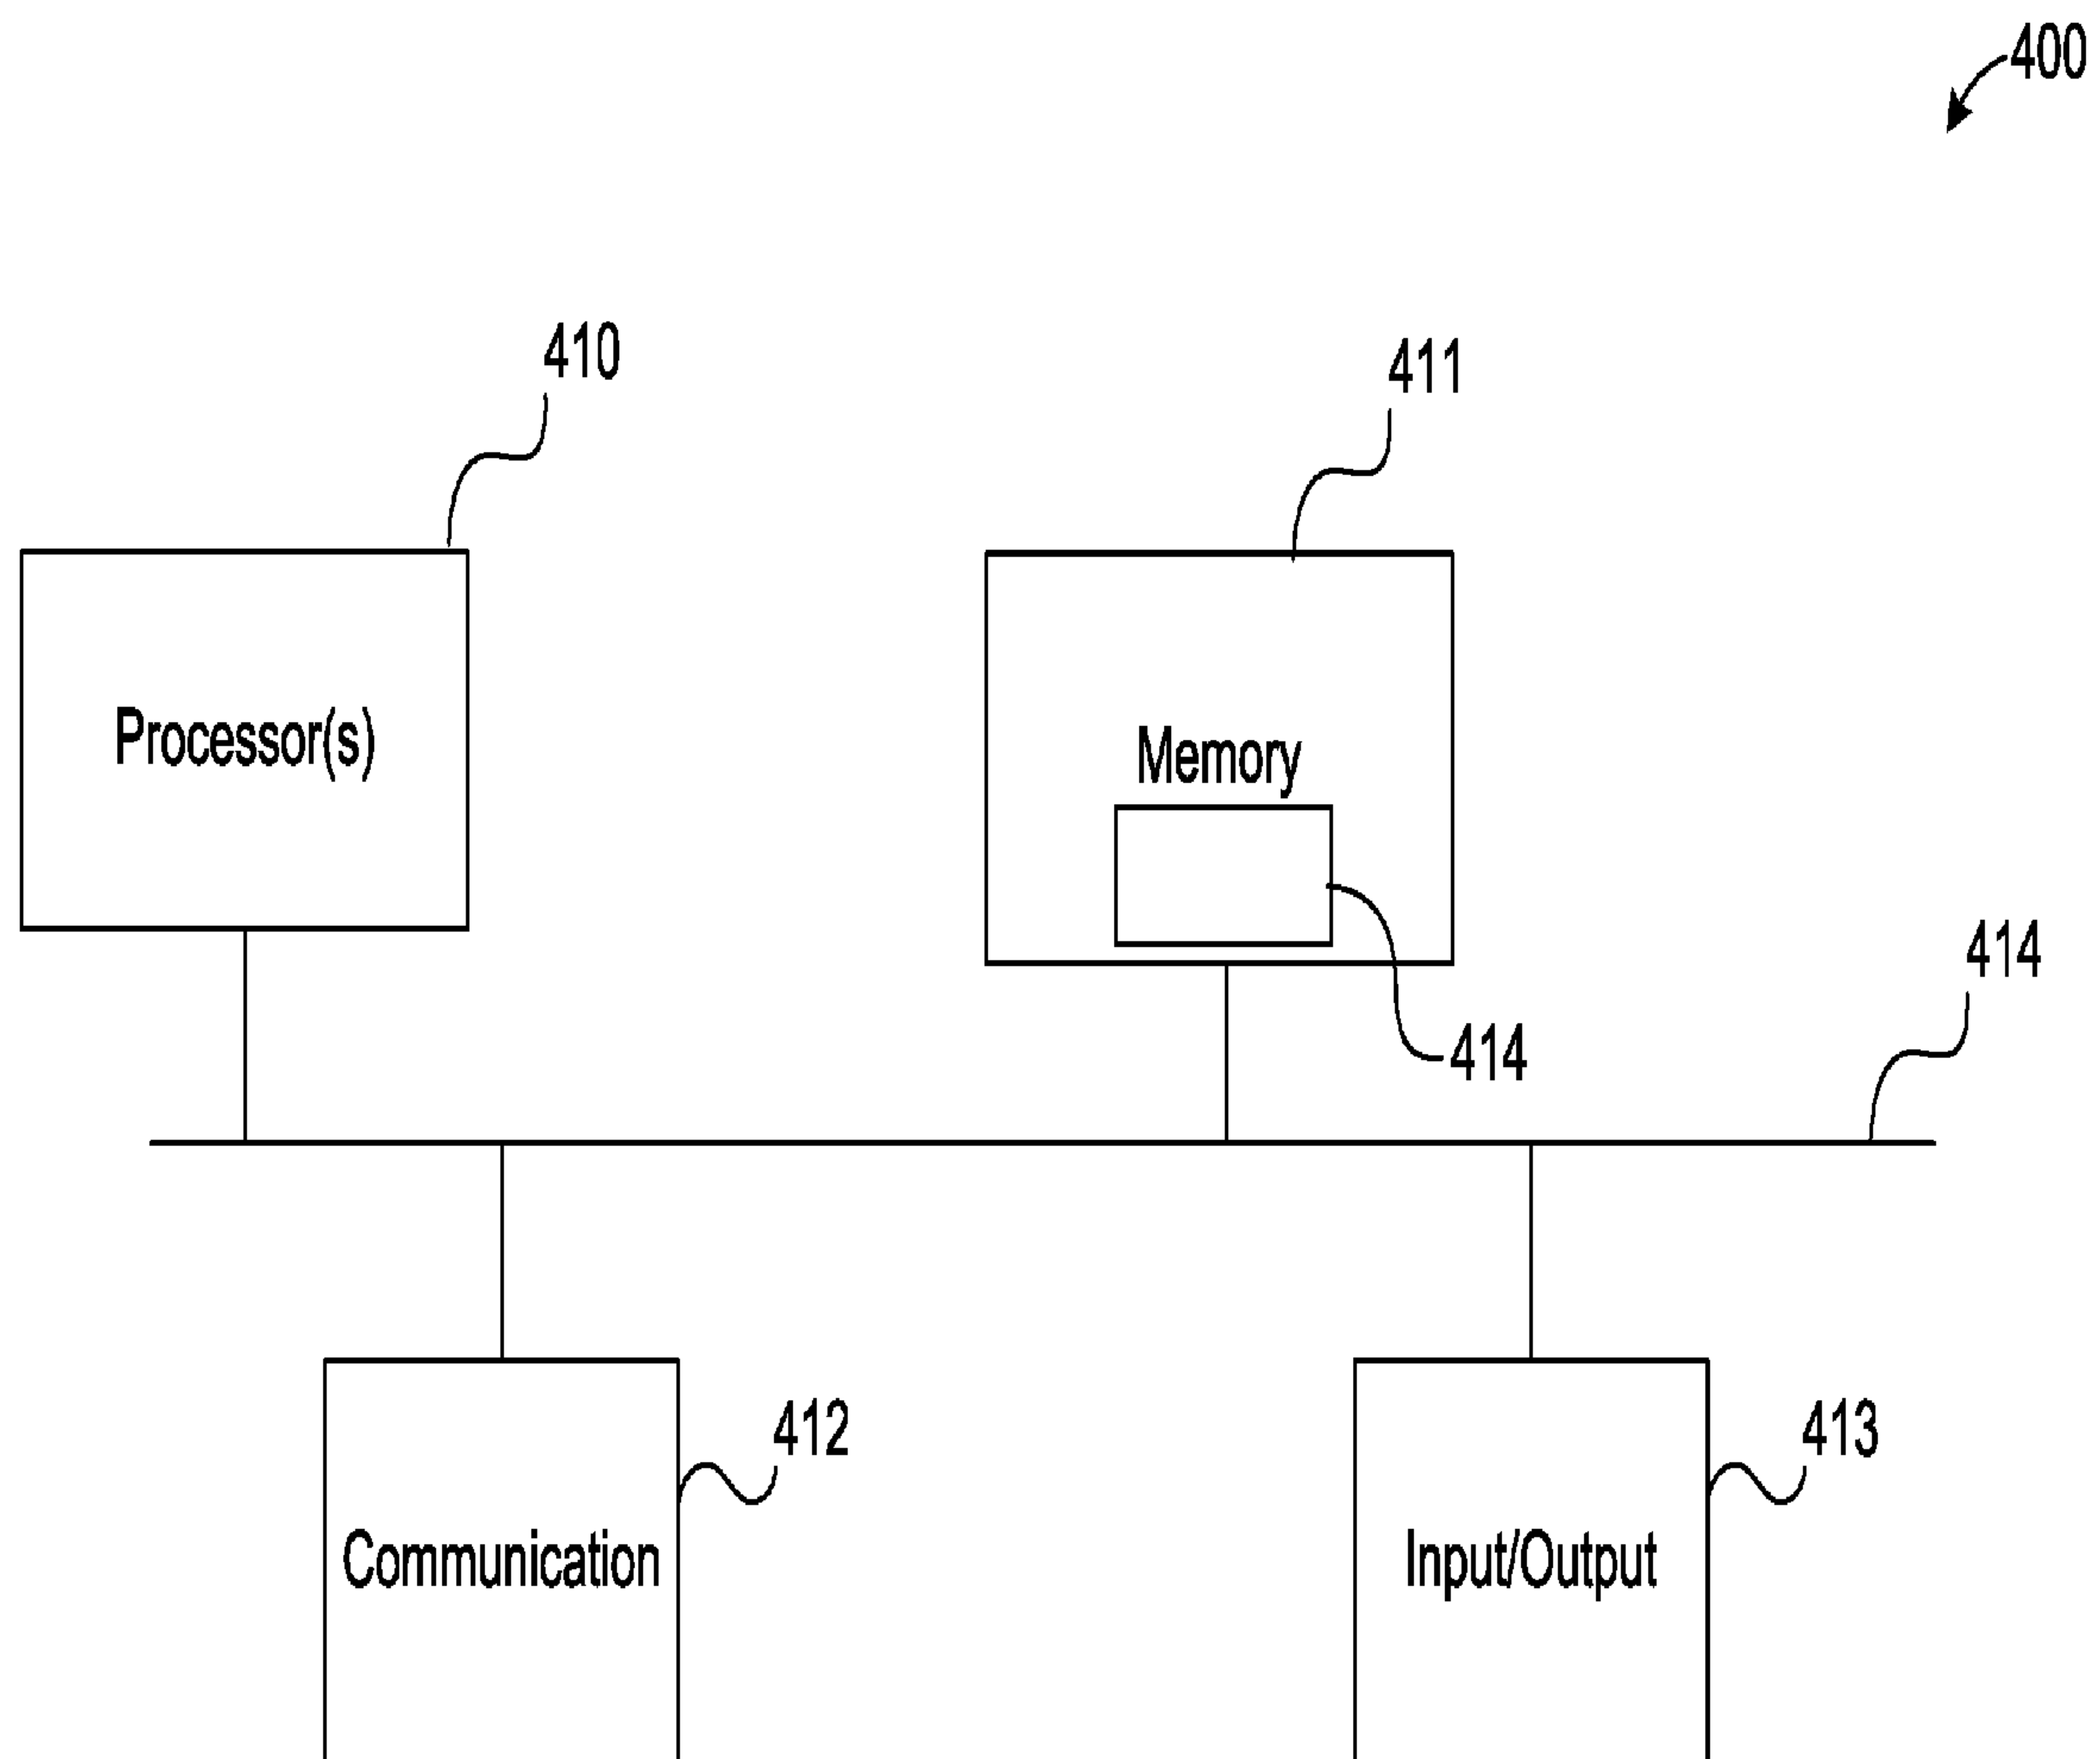 400
410
411
Processor(s)
Memory
414
414
412
413
Communication
Input/Output